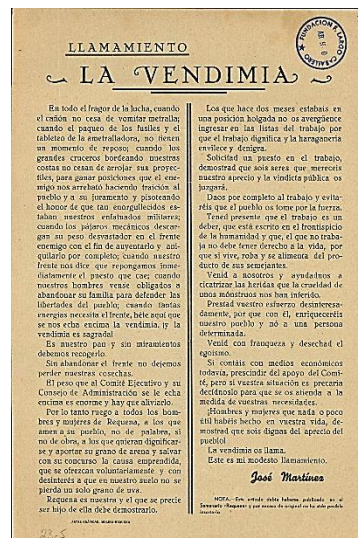 LLAMAMIENTO
LA VENDIMIA
En todo el fragor de la lucha, cuando
el cañón no cesa de vomitar metralla;
cuando el paqueo de los fusiles y el
tableteo de la ametralladora, no tienen
un momento de reposo; cuando los
grandes cruceros bordeando nuestras
costas no cesan de arrojar sus proyec-
tiles, para ganar posiciones que el ene-
migo nos arrebató haciendo traición al
pueblo y a su juramento y pisoteando
el honor de que tan enorgullecidos es-
taban nuestros enfatuados militares;
cuando los pájaros mecánicos descar-
gan su peso devastador en el frente
enemigo con el fin de auyentarlo y ani-
quilarlo por completo; cuando nuestro
frente nos dice que repongamos inme-
diatamente el puesto que cae; cuando
nuestros hombres vense obligados a
abandonar su familia para defender las
libertades del pueblo; cuando tantas
energías necesita el frente, héte aquí que
se nos echa encima la vendimia, ¡y la
vendimia es sagrada!
Es nuestro pan y sin miramientos
debemos recogerlo.
Sin abandonar el frente no dejemos
perder nuestras cosechas.
El peso que al Comité Ejecutivo y su
Consejo de Administración se le echa
encima es enorme y hay que aliviarlo.
Por lo tanto ruego a todos los hom-
bres y mujeres de Requena, a los que
amen a su pueblo, no de palabra, si
no de obra, a los que quieran dignificar-
se y aportar su grano de arena y salvar
con su concurso la causa emprendida,
que se ofrezcan voluntariamente y con
desinterés a que en nuestro suelo no se
pierda un solo grano de uva.
Requena es nuestra y el que se precie
ser hijo de ella debe demostrarlo.
Los que hace dos meses estabais en
una posición holgada no os avergüence
ingresar en las listas del trabajo por
que el trabajo dignifica y la haraganería
envilece y denigra.
Solicitad un puesto en el trabajo,
demostrad que sois seres que mereceis
nuestro aprecio y la vindicta pública os
juzgará.
Daos por completo al trabajo y evita-
réis que el pueblo os tome por la fuerza.
Tened presente que el trabajo es un
deber, que está escrito en el frontispicio
de la humanidad y que, el que no traba-
ja no debe tener derecho a la vida, por
que si vive, roba y se alimenta del pro-
ducto de sus semejantes.
Venid a nosotros y ayudadnos a
cicatrizar las heridas que la crueldad de
unos mónstruos nos han inferido.
Prestad vuestro esfuerzo desinteresa-
damente, por que con él, enriquecereis
nuestro pueblo y nó a una persona
determinada.
Venid con franqueza y desechad el
egoismo.
Si contáis con medios económicos
todavía, prescindir del apoyo del Comi-
té, pero si vuestra situación es precaria
decídnoslo para que se os atienda a la
medida de vuestras necesidades.
¡Hombres y mujeres que nada o poco
útil habéis hecho en vuestra vida, de-
mostrad que sois dignas del aprecio del
pueblo!
La vendimia os llama.
Este es mi modesto llamamiento.
José Martínez